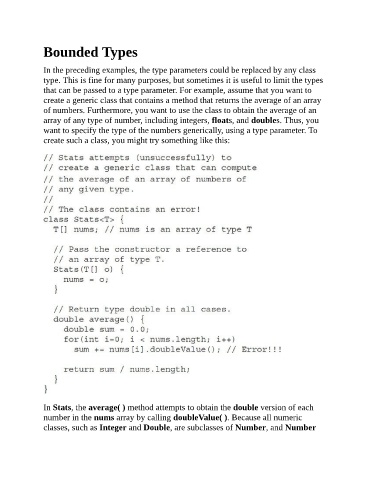 Bounded Types
In the preceding examples, the type parameters could be replaced by any class
type. This is fine for many purposes, but sometimes it is useful to limit the types
that can be passed to a type parameter. For example, assume that you want to
create a generic class that contains a method that returns the average of an array
of numbers. Furthermore, you want to use the class to obtain the average of an
array of any type of number, including integers, floats, and doubles. Thus, you
want to specify the type of the numbers generically, using a type parameter. To
create such a class, you might try something like this:
// Stats attempts (unsuccessfully) to
// create a generic class that can compute
// the average of an array of numbers of
// any given type.
//
// The class contains an error!
class Stats<T> {
T[] nums; // nums is an array of type T
// Pass the constructor a reference to
// an array of type T.
Stats(T[] o) {
nums = o;
}
// Return type double in all cases.
double average() {
double sum = 0.0;
for(int i=0; i < nums.length; i++)
sum += nums[i].doubleValue(); // Error!!!
return sum / nums.length;
}
}
In Stats, the average( ) method attempts to obtain the double version of each
number in the nums array by calling doubleValue( ). Because all numeric
classes, such as Integer and Double, are subclasses of Number, and Number